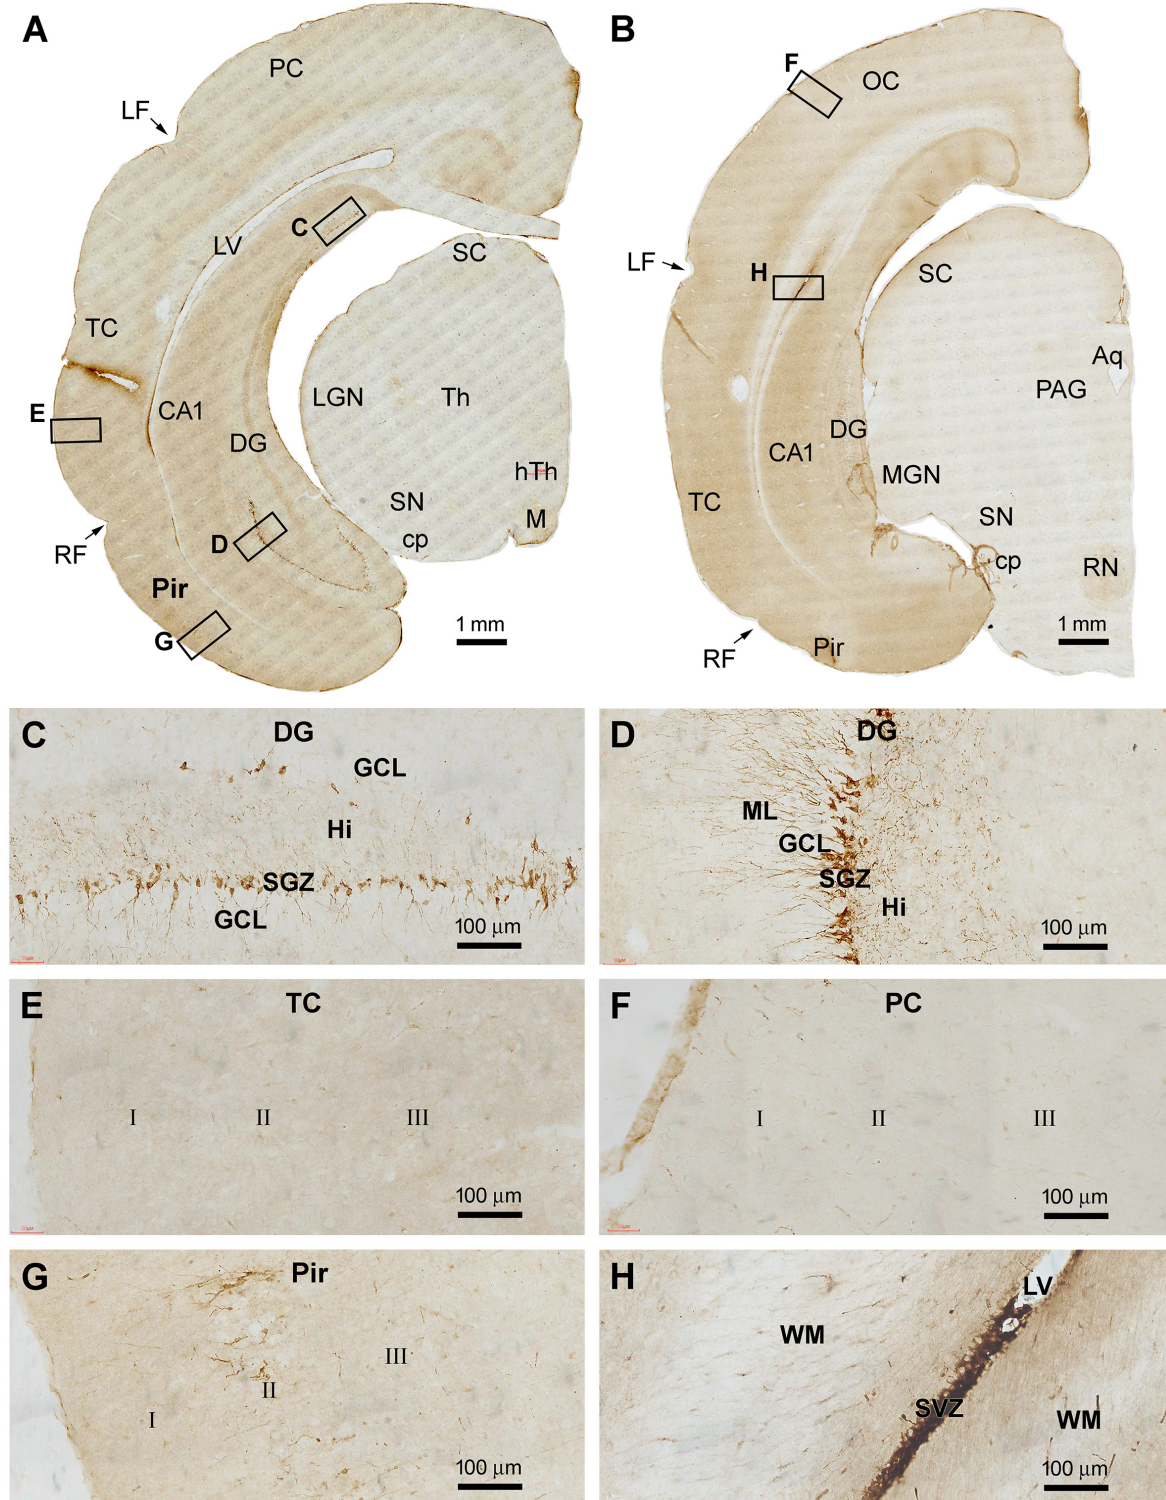 A
B
PC
F
OC
LF
C
LV
SC
LF
H
SC
TC
Aq
E
CA1
LGN
Th
PAG
DG
DG
CA1
hTh
MGN
TC
SN
M
SN
D
cp
RF
cp
RN
Pir
1 mm
1 mm
G
RF
Pir
C
DG
GCL
Hi
SGZ
GCL
100 µm
D
DG
ML
GCL
SGZ
Hi
100 µm
E
TC
I
II
III
100 µm
F
PC
I
II
III
100 µm
G
Pir
III
II
I
100 µm
H
LV
WM
SVZ
WM
100 µm